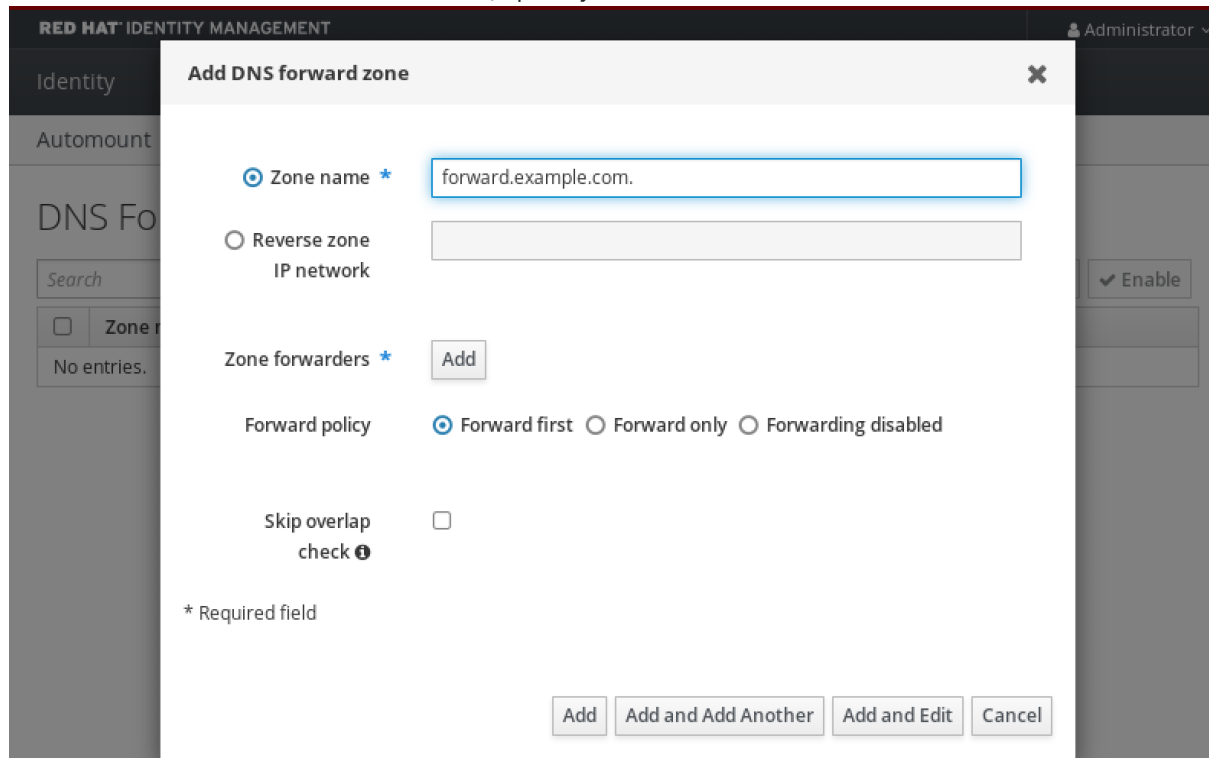 RED HAT IDENTITY MANAGEMENT
Administrator
Add DNS forward zone
Identity
Automount
Zone name *
forward.example.com.
DNS Fo
Reverse zone
IP network
Search
Enable
Zone r
No entries.
Zone forwarders *
Add
Forward policy
Forward first
Forward only
Forwarding disabled
Skip overlap
check
* Required field
Add
Add and Add Another
Add and Edit
Cancel